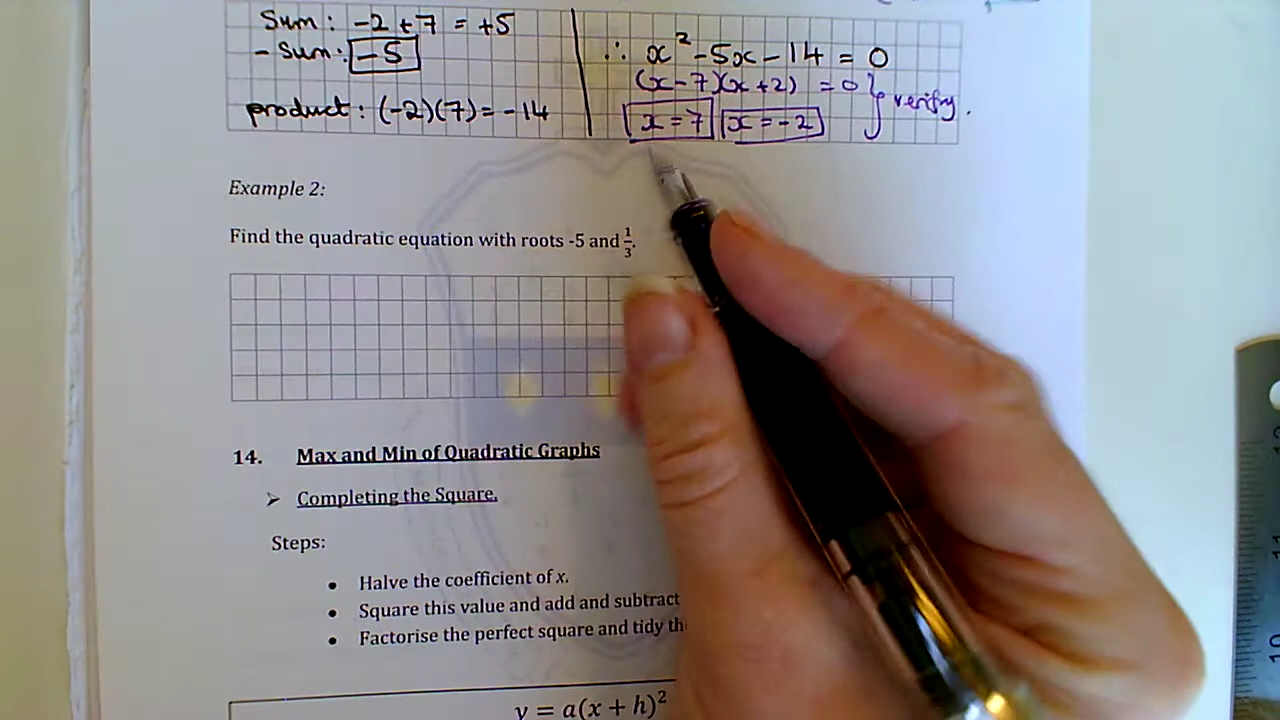 Sum: -2 + 7 = +5
- Sum: -5
product: (-2)(7) = -14
∴ x² - 5x - 14 = 0
(x - 7)(x + 2) = 0 } verify.
x = 7 x = -2
Example 2:
Find the quadratic equation with roots -5 and 1/3.
14. Max and Min of Quadratic Graphs
➢ Completing the Square.
Steps:
• Halve the coefficient of x.
• Square this value and add and subtract
• Factorise the perfect square and tidy
y = a(x + h)²
10